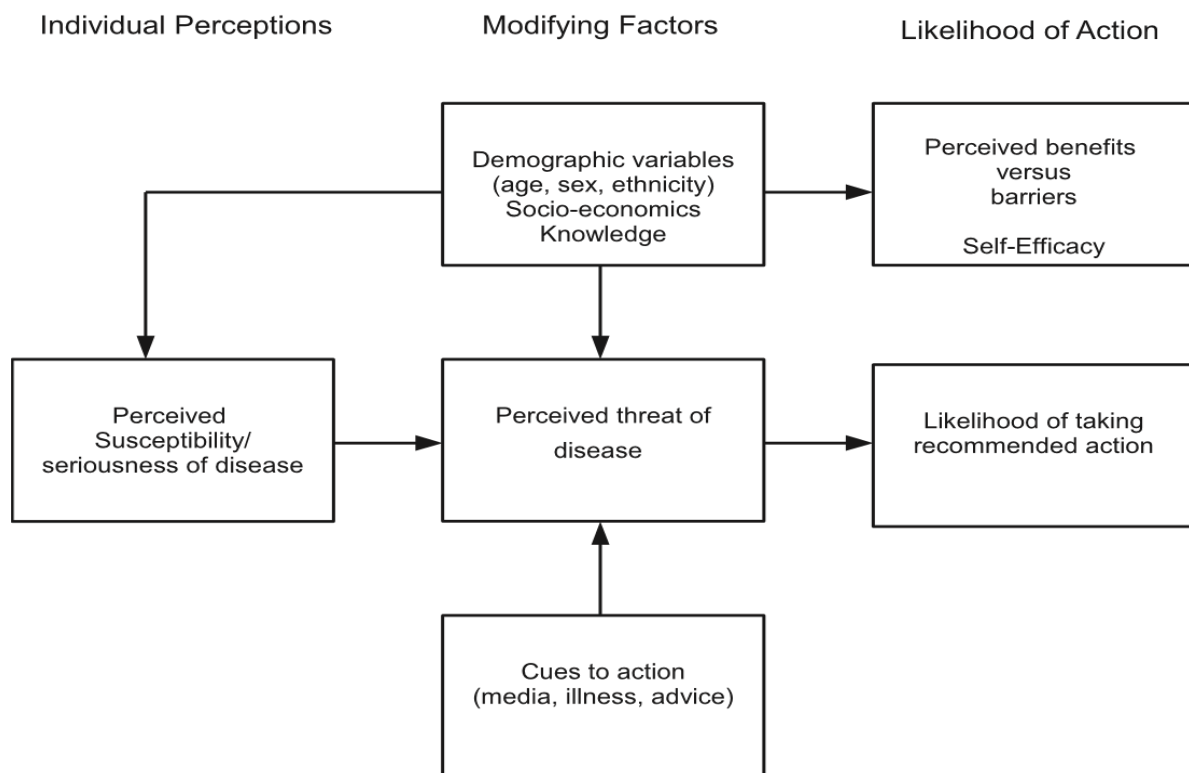 Individual Perceptions
Modifying Factors
Likelihood of Action
Demographic variables
(age, sex, ethnicity)
Socio-economics
Knowledge
Perceived benefits
versus
barriers
Self-Efficacy
Perceived
Susceptibility/
seriousness of disease
Perceived threat of
disease
Likelihood of taking
recommended action
Cues to action
(media, illness, advice)